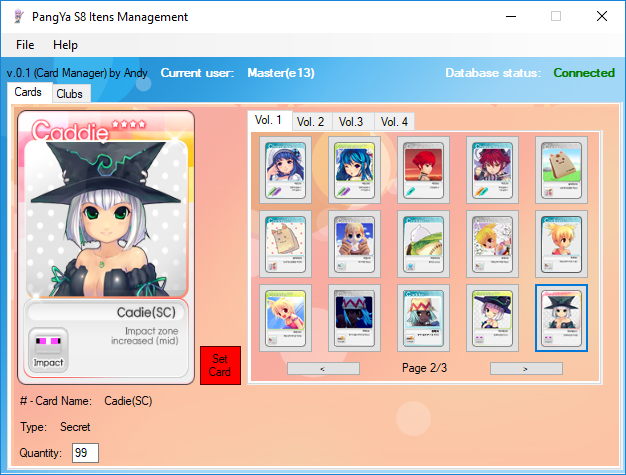 PangYa S8 Itens Management
File Help
v.0.1 (Card Manager) by Andy Current user: Master(e13) Database status: Connected
Cards Clubs
Caddie ★★★★
Cadie(SC)
Impact zone
increased (mid)
Impact
Set
Card
Vol. 1 Vol. 2 Vol.3 Vol. 4
< Page 2/3 >
# - Card Name: Cadie(SC)
Type: Secret
Quantity: 99